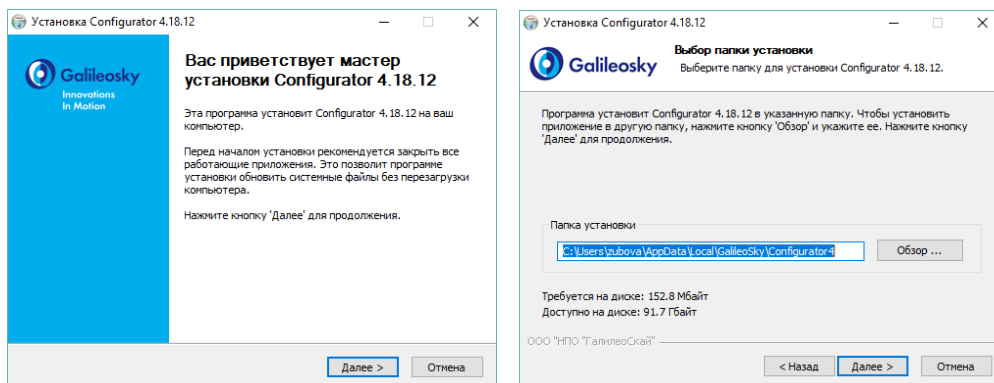 Установка Configurator 4.18.12
Galileosky
Innovations
In Motion
Вас приветствует мастер
установки Configurator 4.18.12
Эта программа установит Configurator 4.18.12 на ваш
компьютер.
Перед началом установки рекомендуется закрыть все
работающие приложения. Это позволит программе
установки обновить системные файлы без перезагрузки
компьютера.
Нажмите кнопку 'Далее' для продолжения.
Далее >
Отмена
Установка Configurator 4.18.12
Galileosky
Выбор папки установки
Выберите папку для установки Configurator 4.18.12.
Программа установит Configurator 4.18.12 в указанную папку. Чтобы установить
приложение в другую папку, нажмите кнопку 'Обзор' и укажите ее. Нажмите кнопку
'Далее' для продолжения.
Папка установки
C:\Users\zubova\AppData\Local\GalileoSky\Configurator4
Обзор ...
Требуется на диске: 152.8 Мбайт
Доступно на диске: 91.7 Гбайт
ООО "НПО "ГалилеоСкай"
< Назад
Далее >
Отмена